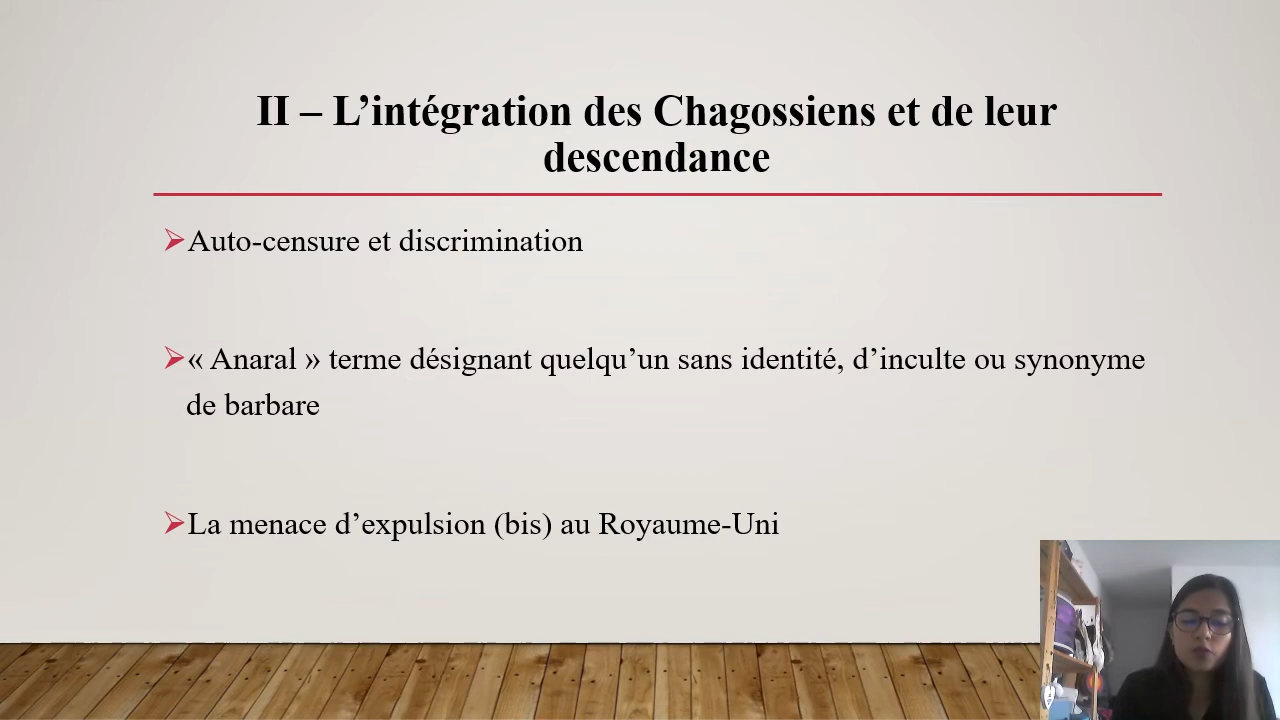 II – L’intégration des Chagossiens et de leur
descendance
Auto-censure et discrimination
« Anaral » terme désignant quelqu’un sans identité, d’inculte ou synonyme
de barbare
La menace d’expulsion (bis) au Royaume-Uni